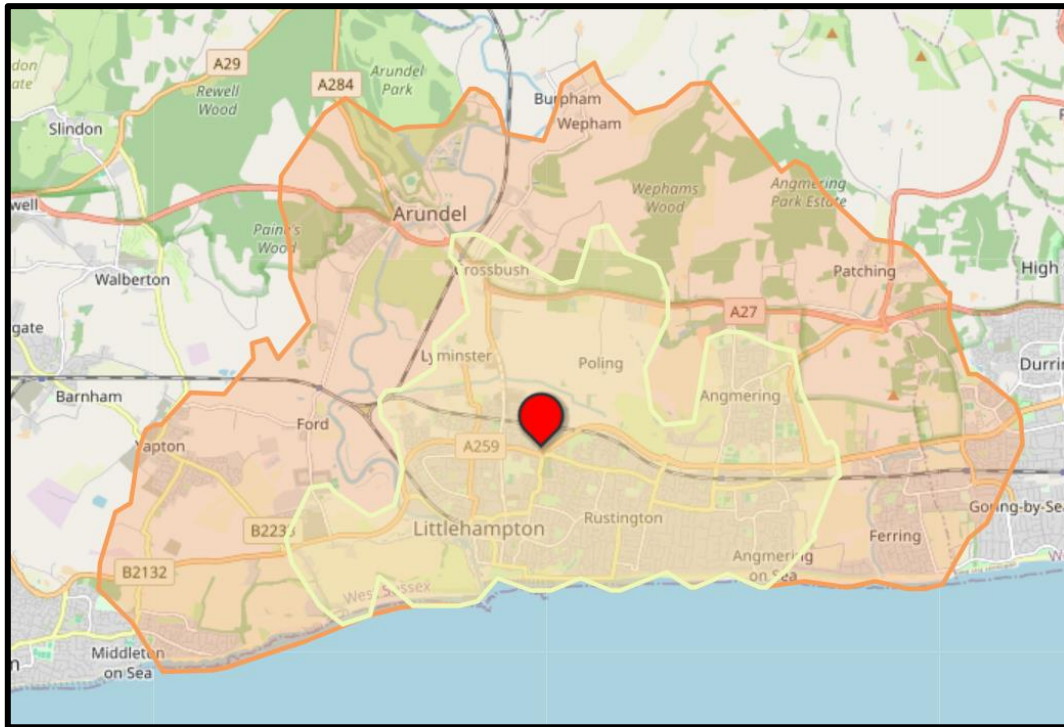 A29
A284
Arundel
Park
Rewell
Wood
Burpham
Wepham
Slindon
Wephams
Wood
Angmering
Park Estate
Arundel
Paine's
Wood
Crossbush
Patching
High
Walberton
A27
gate
Lyminster
Poling
Durrin
Barnham
Angmering
Ford
Yapton
A259
Littlehampton
Rustington
B2233
Goring-by-Sea
Ferring
B2132
Angmering
on Sea
West Sussex
Middleton
on Sea